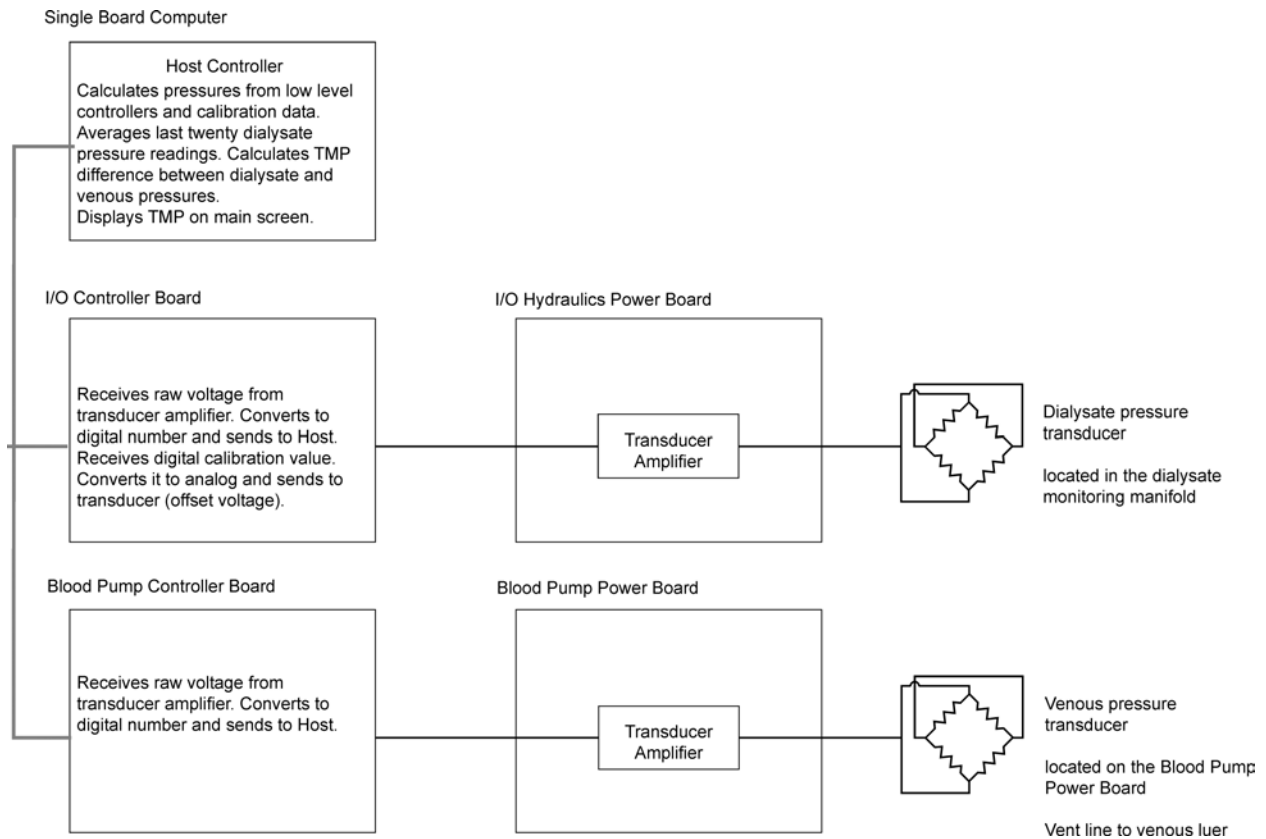 Single Board Computer
Host Controller
Calculates pressures from low level
controllers and calibration data.
Averages last twenty dialysate
pressure readings. Calculates TMP
difference between dialysate and
venous pressures.
Displays TMP on main screen.
I/O Controller Board
Receives raw voltage from
transducer amplifier. Converts to
digital number and sends to Host.
Receives digital calibration value.
Converts it to analog and sends to
transducer (offset voltage).
I/O Hydraulics Power Board
Transducer
Amplifier
Dialysate pressure
transducer
located in the dialysate
monitoring manifold
Blood Pump Controller Board
Receives raw voltage from
transducer amplifier. Converts to
digital number and sends to Host.
Blood Pump Power Board
Transducer
Amplifier
Venous pressure
transducer
located on the Blood Pump
Power Board
Vent line to venous luer